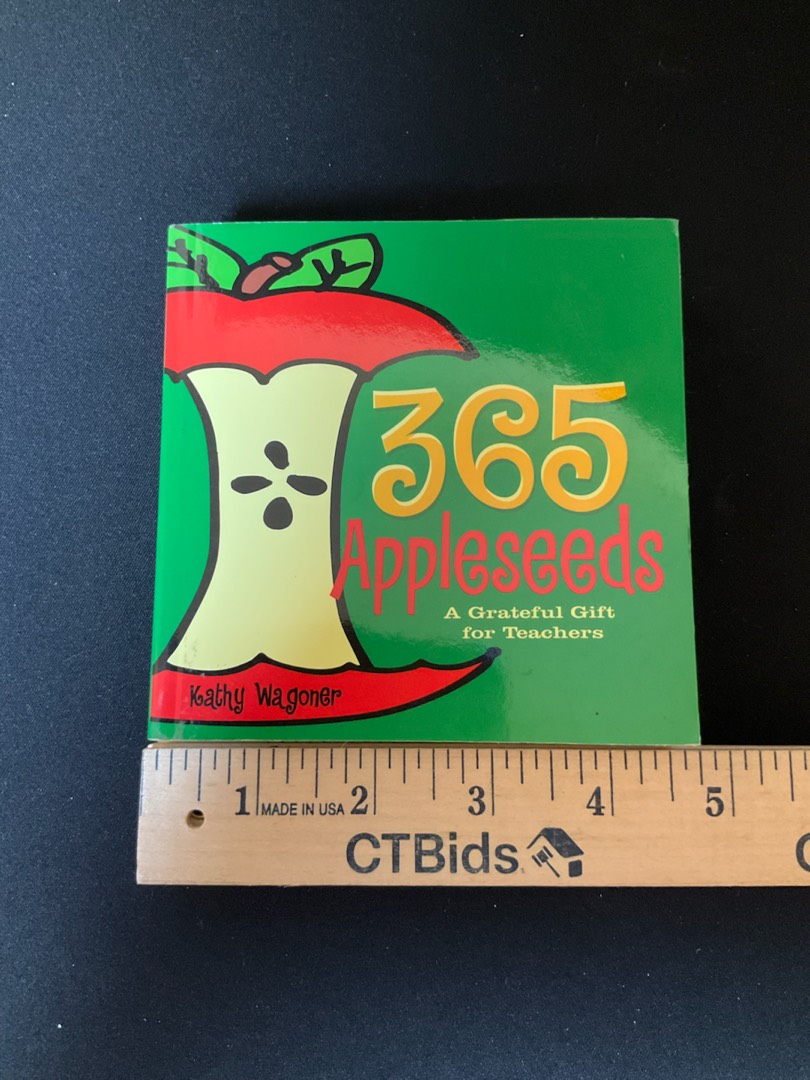 365
Appleseeds
A Grateful Gift
for Teachers
Kathy Wagoner
1 MADE IN USA 2 3 4 5
CTBids